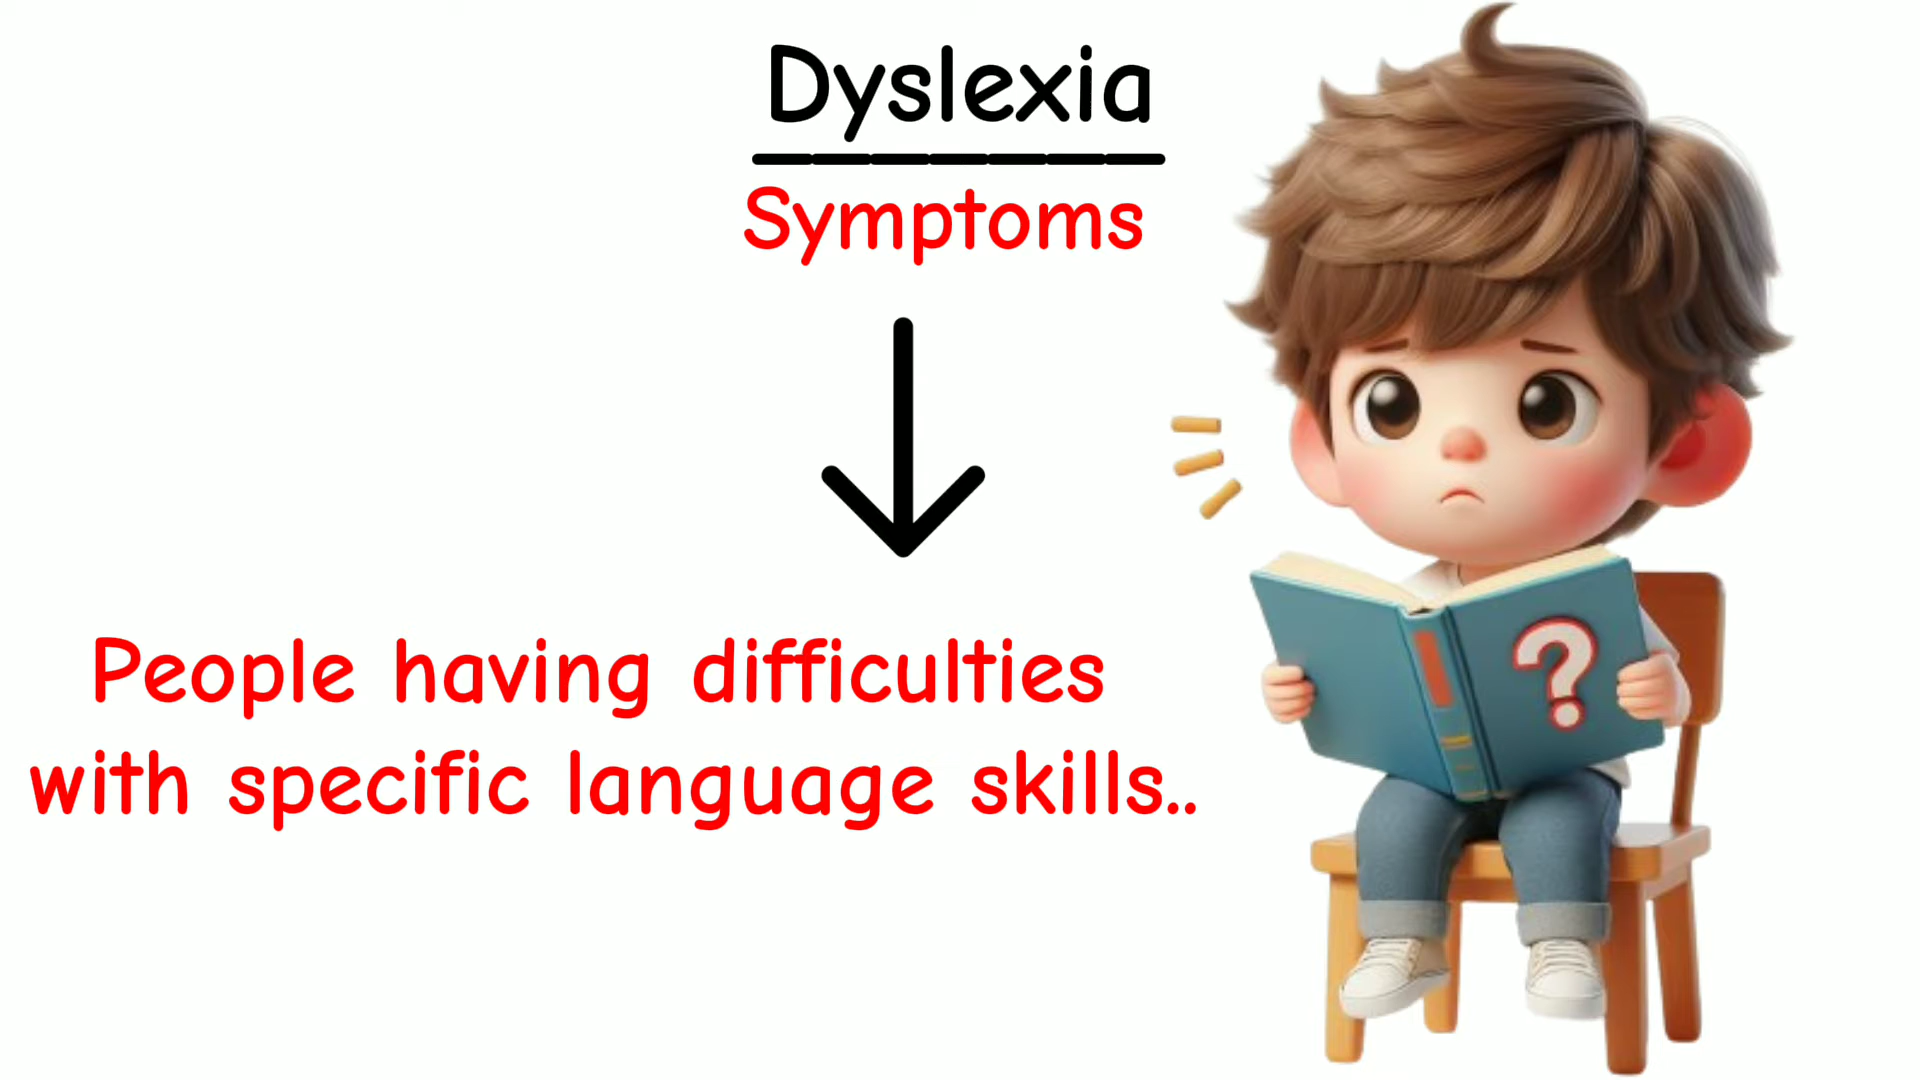 Dyslexia
Symptoms
People having difficulties
with specific language skills..
?